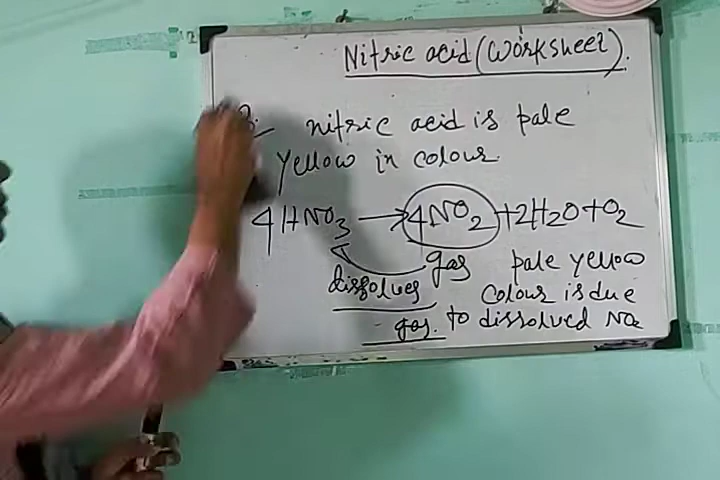 Nitric acid (Worksheet).
nitric acid is pale
yellow in colour.
4HNO3 → 4NO2 + 2H2O + O2
gas
dissolves
gas.
pale yellow
colour is due
to dissolved NO2